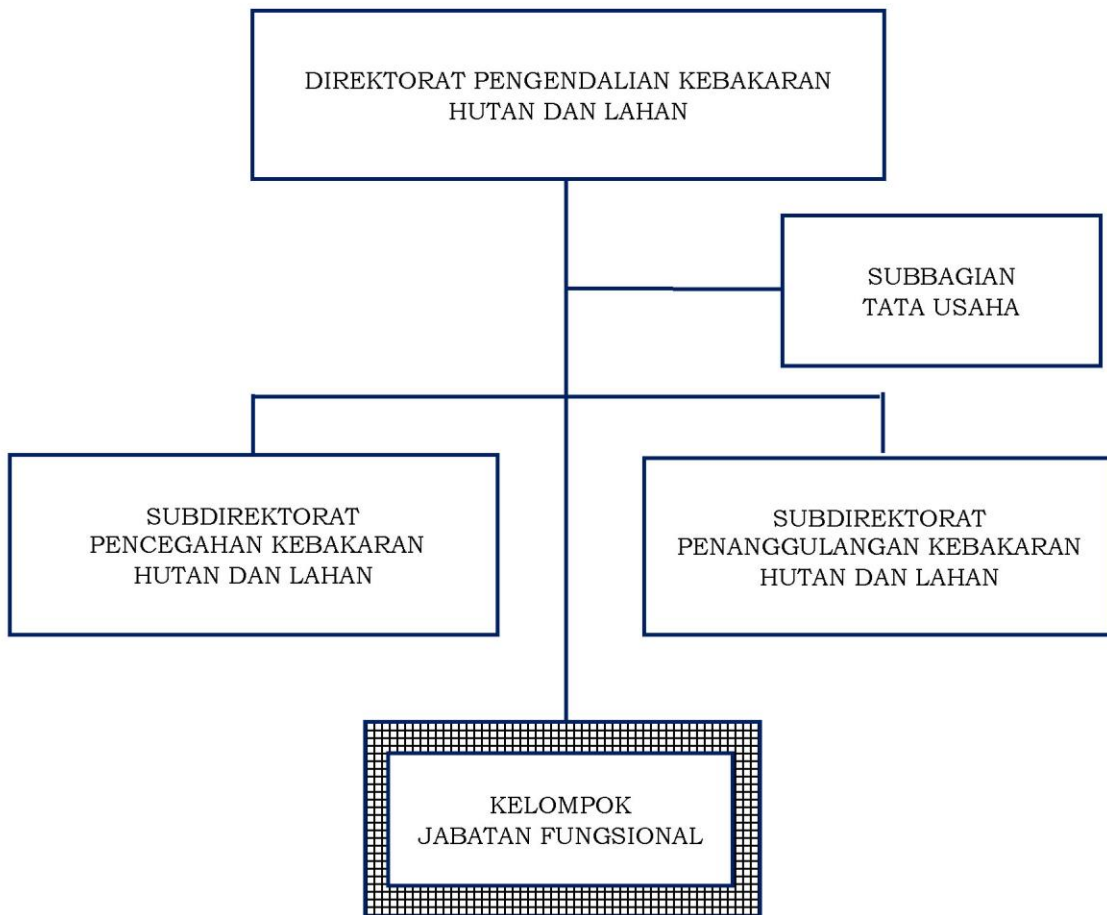 DIREKTORAT PENGENDALIAN KEBAKARAN
HUTAN DAN LAHAN
SUBBAGIAN
TATA USAHA
SUBDIREKTORAT
PENCEGAHAN KEBAKARAN
HUTAN DAN LAHAN
SUBDIREKTORAT
PENANGGULANGAN KEBAKARAN
HUTAN DAN LAHAN
KELOMPOK
JABATAN FUNGSIONAL